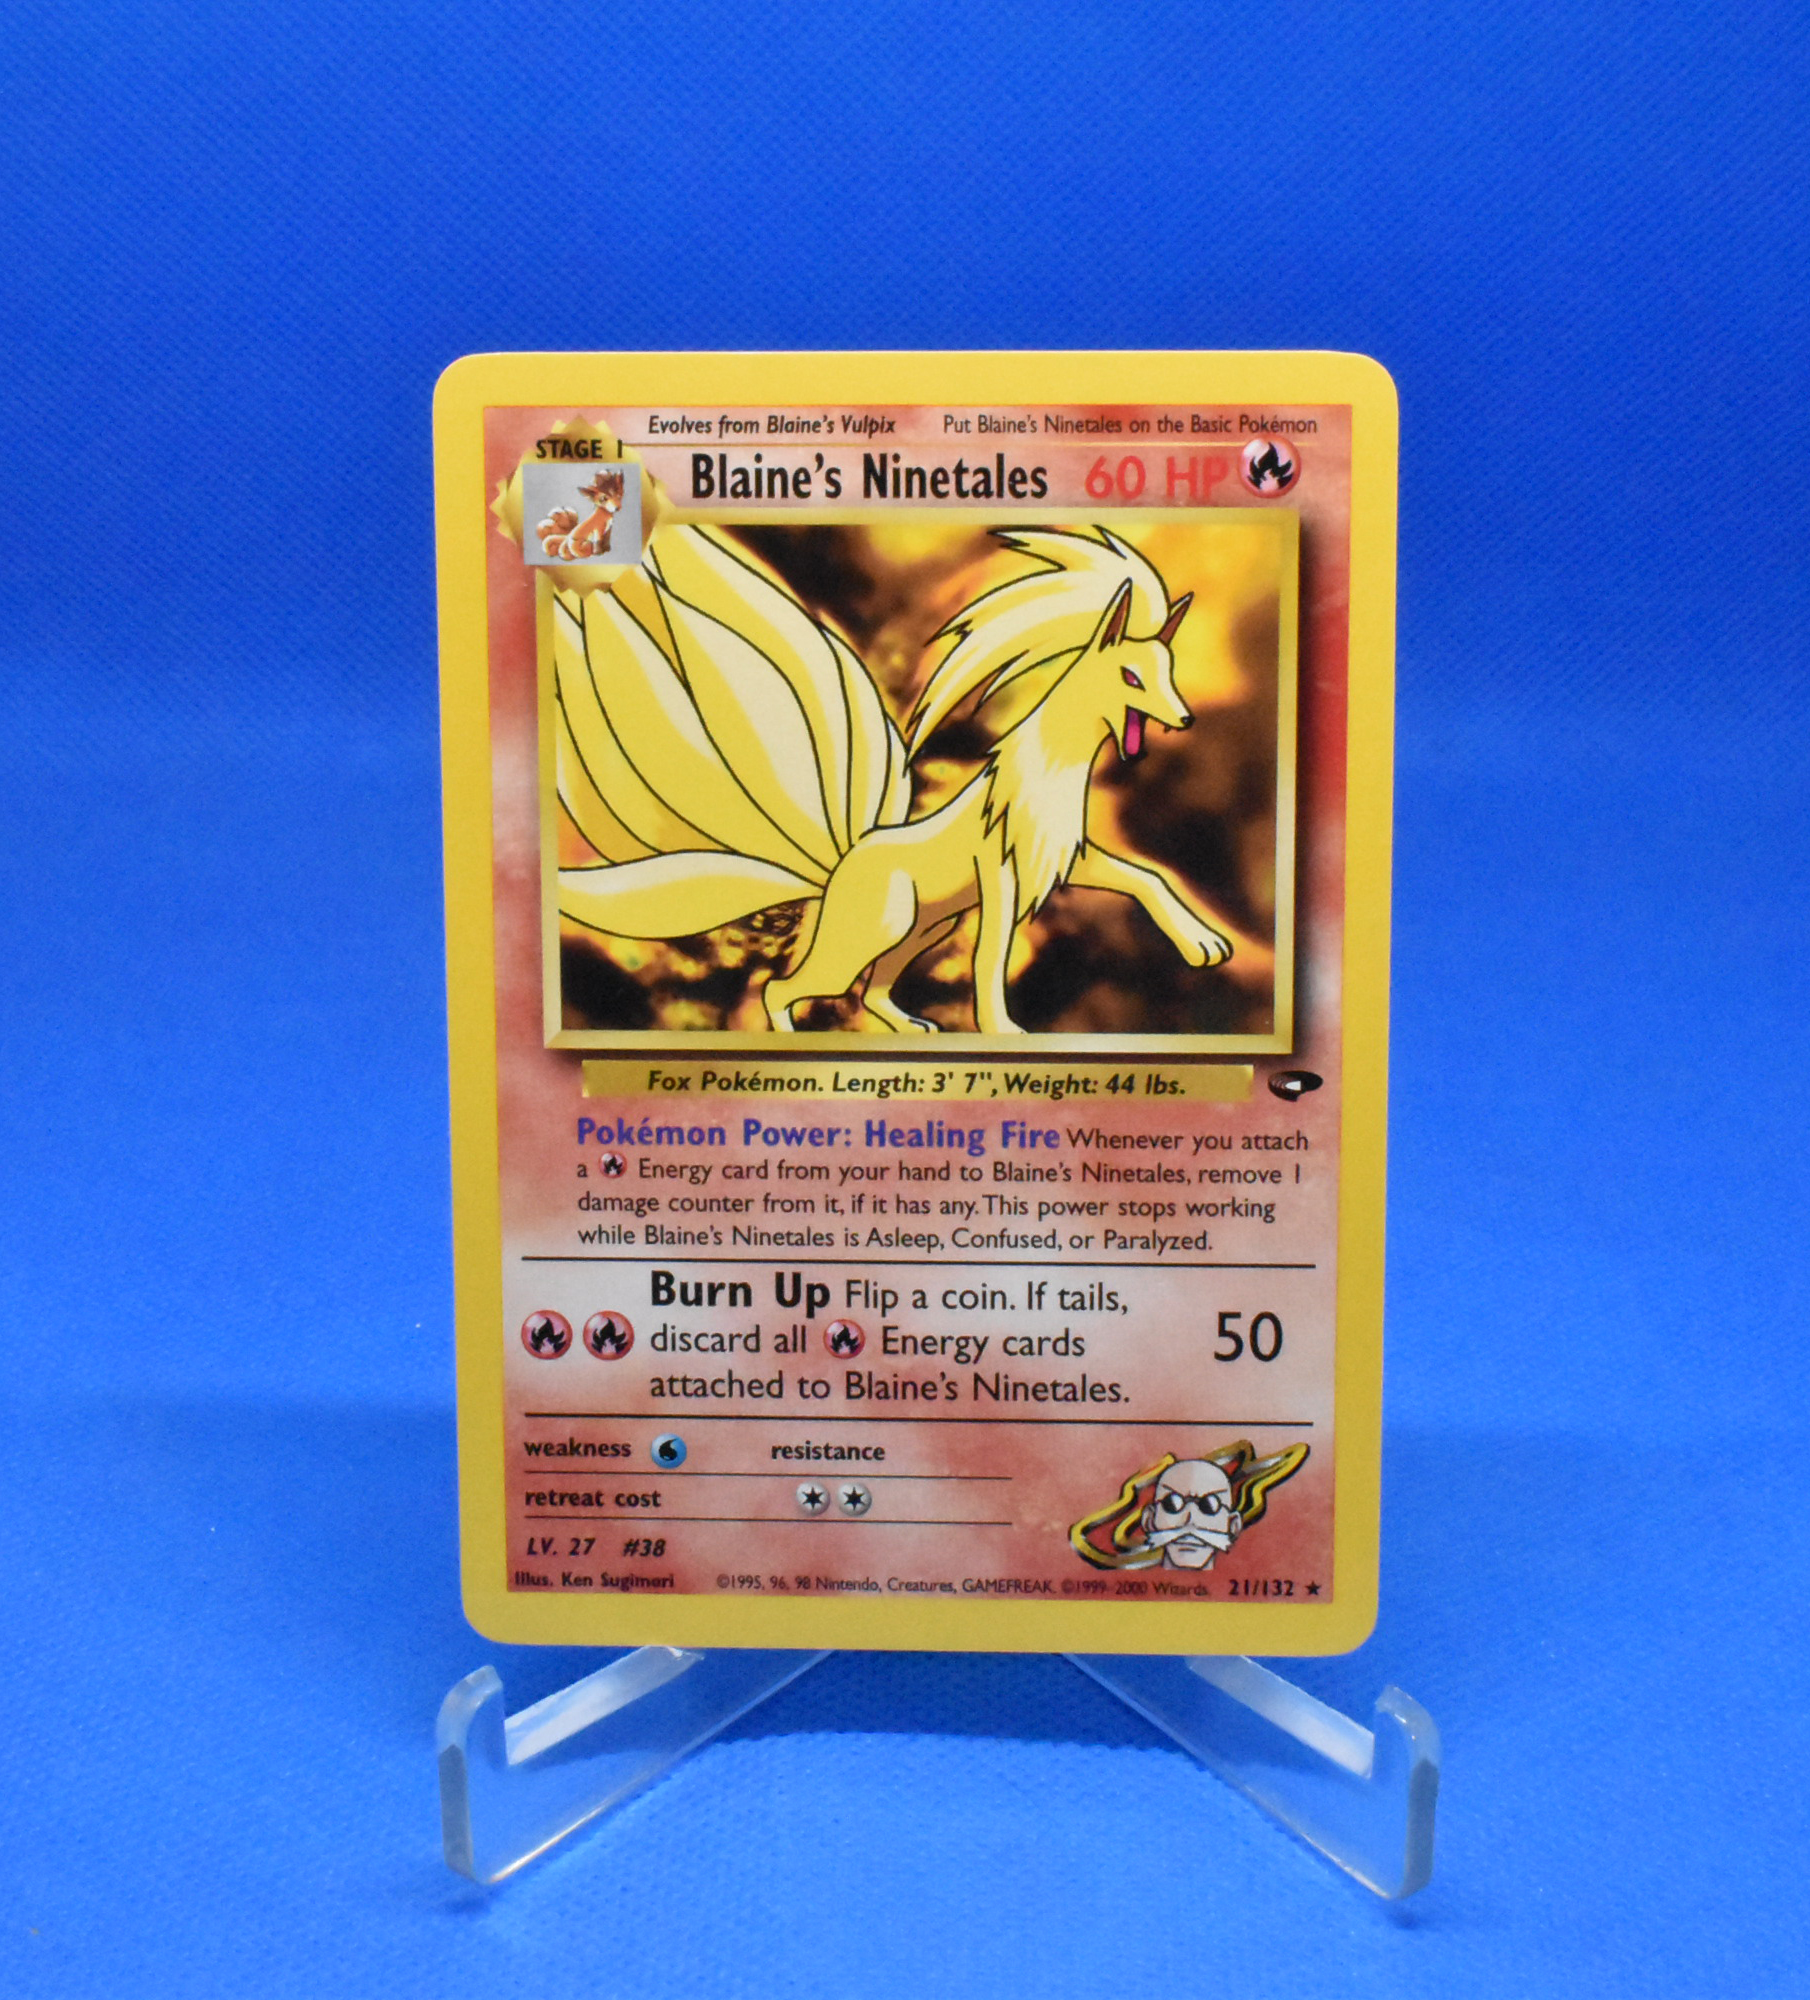 Evolves from Blaine's Vulpix Put Blaine's Ninetales on the Basic Pokémon
STAGE 1
Blaine's Ninetales 60 HP
Fox Pokémon. Length: 3' 7", Weight: 44 lbs.
Pokémon Power: Healing Fire Whenever you attach
a Energy card from your hand to Blaine's Ninetales, remove 1
damage counter from it, if it has any. This power stops working
while Blaine's Ninetales is Asleep, Confused, or Paralyzed.
Burn Up Flip a coin. If tails,
discard all Energy cards
attached to Blaine's Ninetales.
50
weakness resistance
retreat cost
LV. 27 #38
Illus. Ken Sugimori ©1995, 96, 98 Nintendo, Creatures, GAMEFREAK. ©1999-2000 Wizards. 21/132 ★